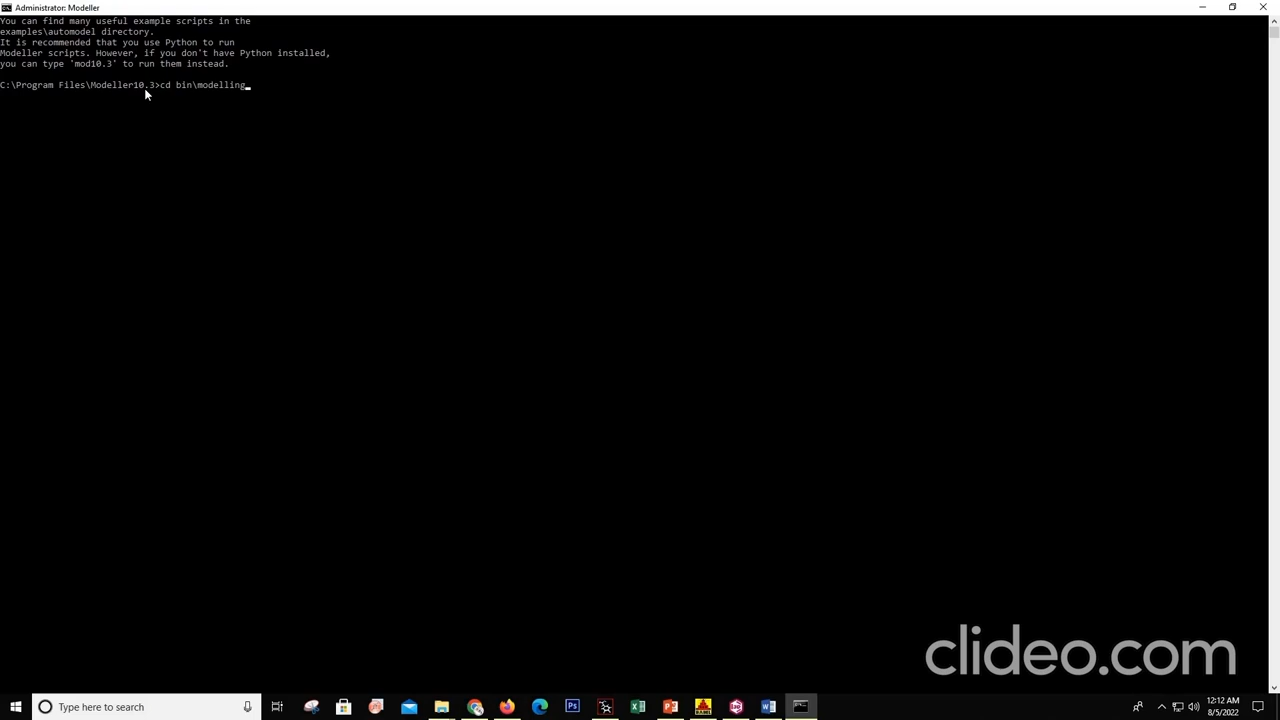 Administrator: Modeller
You can find many useful example scripts in the
examples\automodel directory.
It is recommended that you use Python to run
Modeller scripts. However, if you don't have Python installed,
you can type 'mod10.3' to run them instead.
C:\Program Files\Modeller10.3>cd bin\modelling
clideo.com
Type here to search
Ps
12:12 AM
8/5/2022